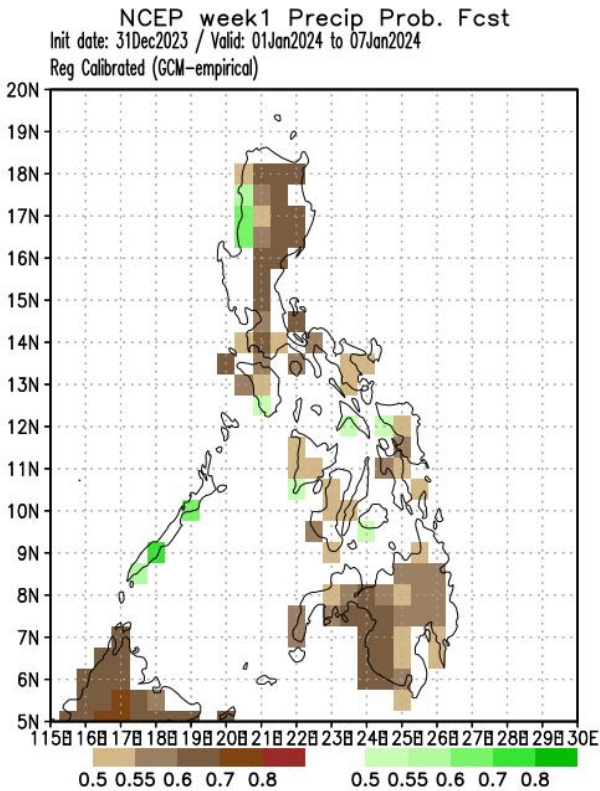 NCEP week1 Precip Prob. Fcst
Init date: 31Dec2023 / Valid: 01Jan2024 to 07Jan2024
Reg Calibrated (GCM-empirical)
20N
19N
18N
17N
16N
15N
14N
13N
12N
11N
10N
9N
8N
7N
6N
5N
115E 116E 117E 118E 119E 120E 121E 122E 123E 124E 125E 126E 127E 128E 129E 130E
0.5 0.55 0.6 0.7 0.8 0.5 0.55 0.6 0.7 0.8